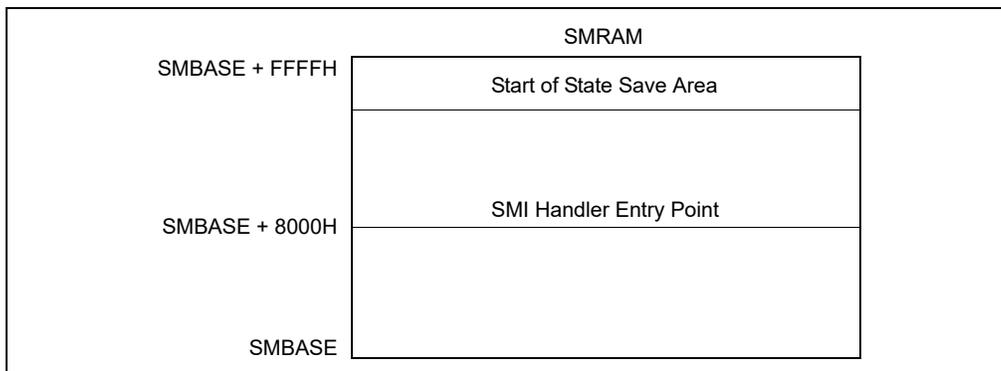 SMRAM
SMBASE + FFFFH
Start of State Save Area
SMI Handler Entry Point
SMBASE + 8000H
SMBASE